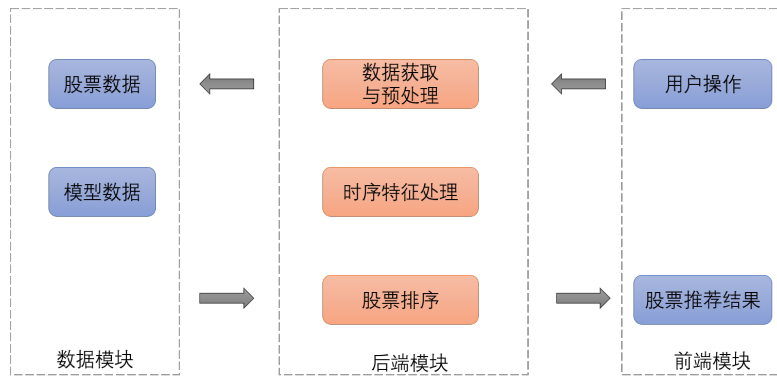 股票数据
模型数据
数据模块
数据获取
与预处理
时序特征处理
股票排序
后端模块
用户操作
股票推荐结果
前端模块